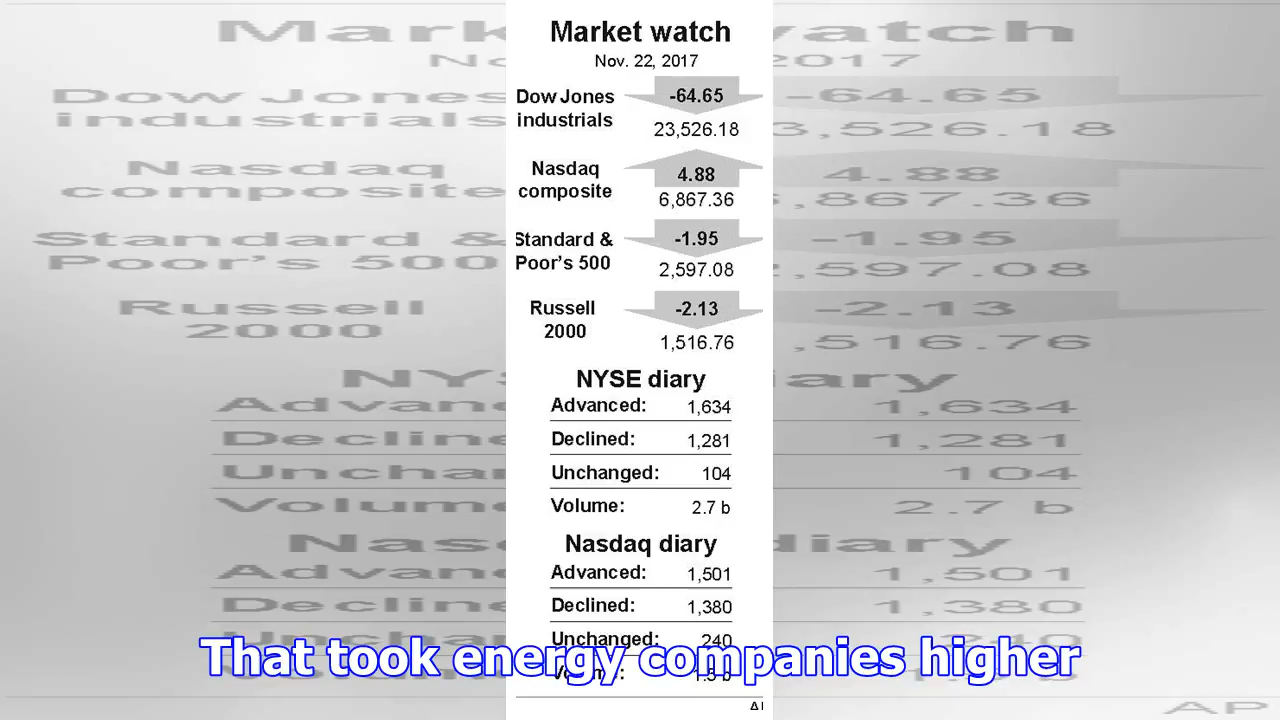 Market watch
Nov. 22, 2017
Dow Jones
industrials
-64.65
23,526.18
Nasdaq
composite
4.88
6,867.36
Standard &
Poor's 500
-1.95
2,597.08
Russell
2000
-2.13
1,516.76
NYSE diary
Advanced: 1,634
Declined: 1,281
Unchanged: 104
Volume: 2.7 b
Nasdaq diary
Advanced: 1,501
Declined: 1,380
Unchanged: 240
That took energy companies higher
AP